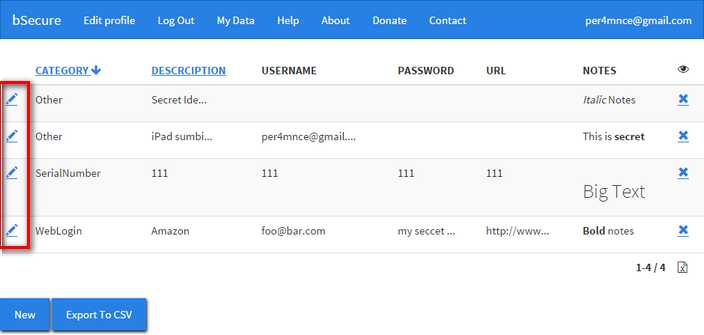 bSecure Edit profile Log Out My Data Help About Donate Contact per4mnce@gmail.com
CATEGORY DESCRCIPTION USERNAME PASSWORD URL NOTES
Other Secret Ide... Italic Notes
Other iPad sumbi... per4mnce@gmail.... This is secret
SerialNumber 111 111 111 111 Big Text
WebLogin Amazon foo@bar.com my seccet ... http://www... Bold notes
1-4 / 4
New Export To CSV